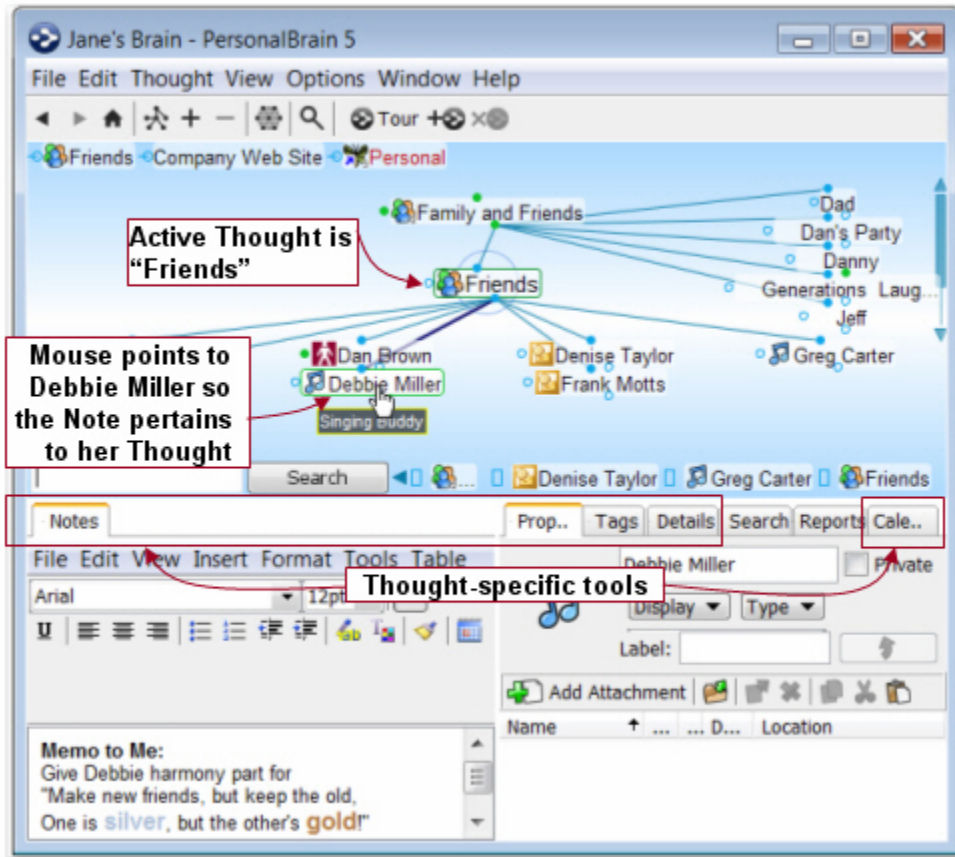 Jane's Brain - PersonalBrain 5
File Edit Thought View Options Window Help
Tour
Friends Company Web Site Personal
Family and Friends
Dad
Dan's Party
Danny
Generations Laug...
Jeff
Active Thought is
“Friends”
Friends
Mouse points to
Debbie Miller so
the Note pertains
to her Thought
Dan Brown
Denise Taylor
Greg Carter
Debbie Miller
Frank Motts
Singing Buddy
Search
... Denise Taylor Greg Carter Friends
Notes
Prop.. Tags Details Search Reports Cale..
File Edit View Insert Format Tools Table
Debbie Miller
Private
Thought-specific tools
Arial
12pt
Display Type
Label:
Add Attachment
Name ... ... D... Location
Memo to Me:
Give Debbie harmony part for
"Make new friends, but keep the old,
One is silver, but the other's gold!"